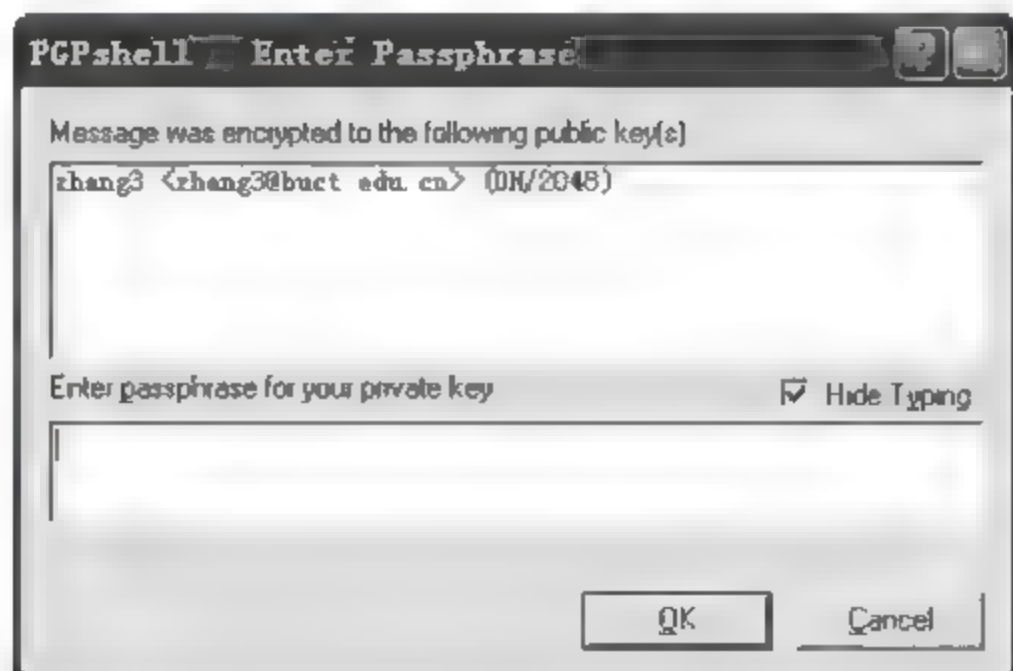 PGPshell - Enter Passphrase
Message was encrypted to the following public key(s)
zhang3 <zhang3@buct.edu.cn> (DH/2048)
Enter passphrase for your private key
Hide Typing
OK
Cancel